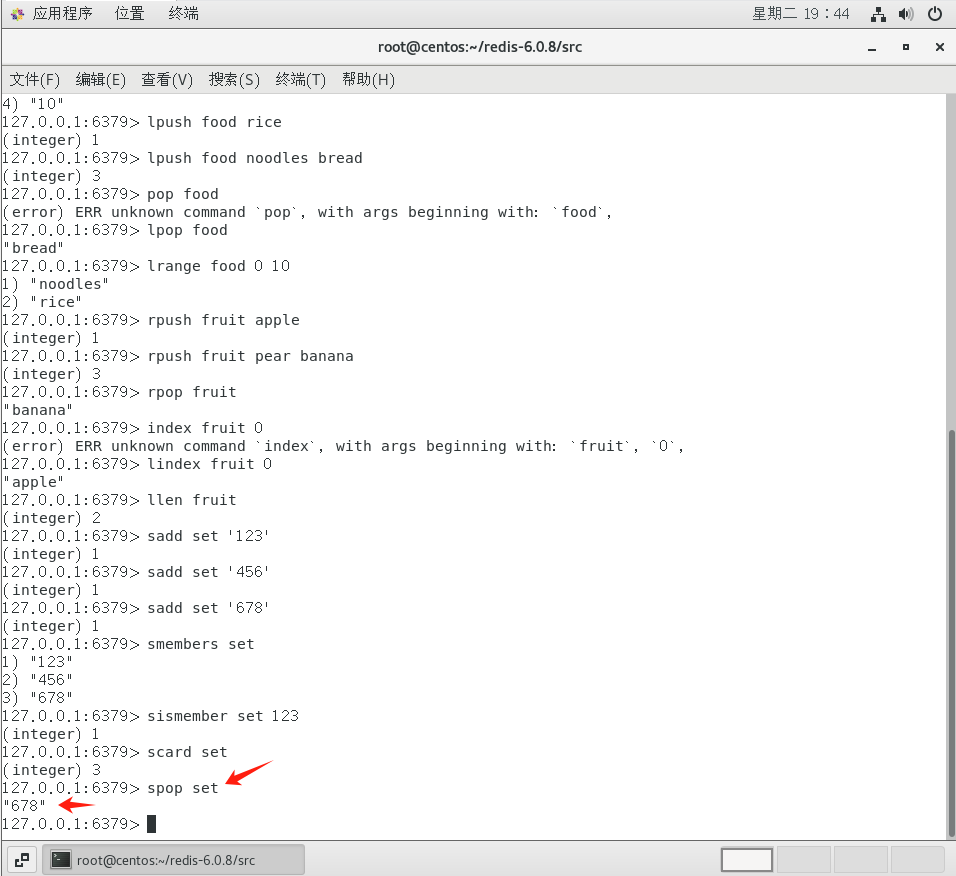 应用程序 位置 终端 星期二 19：44
root@centos:~/redis-6.0.8/src
文件(F) 编辑(E) 查看(V) 搜索(S) 终端(T) 帮助(H)
4) "10"
127.0.0.1:6379> lpush food rice
(integer) 1
127.0.0.1:6379> lpush food noodles bread
(integer) 3
127.0.0.1:6379> pop food
(error) ERR unknown command `pop`, with args beginning with: `food`,
127.0.0.1:6379> lpop food
"bread"
127.0.0.1:6379> lrange food 0 10
1) "noodles"
2) "rice"
127.0.0.1:6379> rpush fruit apple
(integer) 1
127.0.0.1:6379> rpush fruit pear banana
(integer) 3
127.0.0.1:6379> rpop fruit
"banana"
127.0.0.1:6379> index fruit 0
(error) ERR unknown command `index`, with args beginning with: `fruit`, `0`,
127.0.0.1:6379> lindex fruit 0
"apple"
127.0.0.1:6379> llen fruit
(integer) 2
127.0.0.1:6379> sadd set '123'
(integer) 1
127.0.0.1:6379> sadd set '456'
(integer) 1
127.0.0.1:6379> sadd set '678'
(integer) 1
127.0.0.1:6379> smembers set
1) "123"
2) "456"
3) "678"
127.0.0.1:6379> sismember set 123
(integer) 1
127.0.0.1:6379> scard set
(integer) 3
127.0.0.1:6379> spop set
"678"
127.0.0.1:6379>
root@centos:~/redis-6.0.8/src